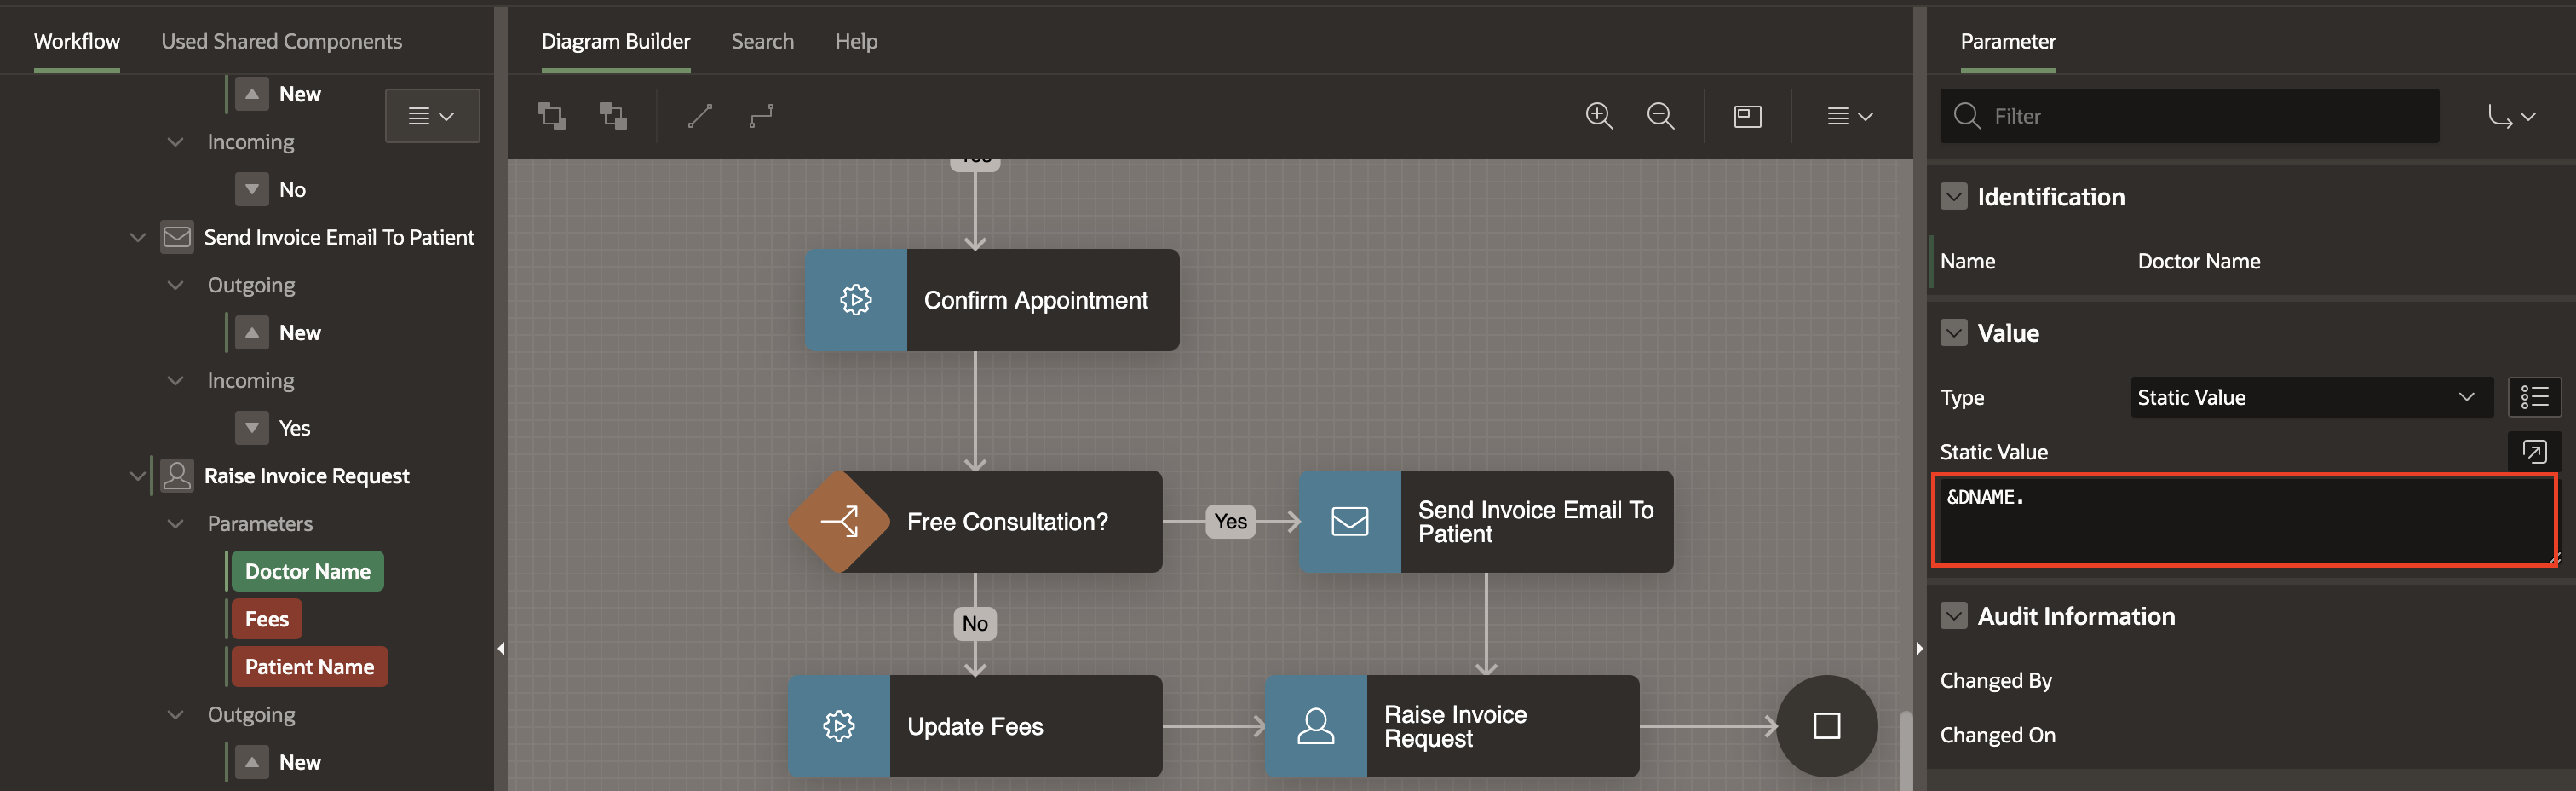 Workflow
Used Shared Components
New
Incoming
No
Send Invoice Email To Patient
Outgoing
New
Incoming
Yes
Raise Invoice Request
Parameters
Doctor Name
Fees
Patient Name
Outgoing
New
Diagram Builder
Search
Help
Yes
Confirm Appointment
Free Consultation?
Yes
Send Invoice Email To
Patient
No
Update Fees
Raise Invoice
Request
Parameter
Filter
Identification
Name
Doctor Name
Value
Type
Static Value
Static Value
&DNAME.
Audit Information
Changed By
Changed On